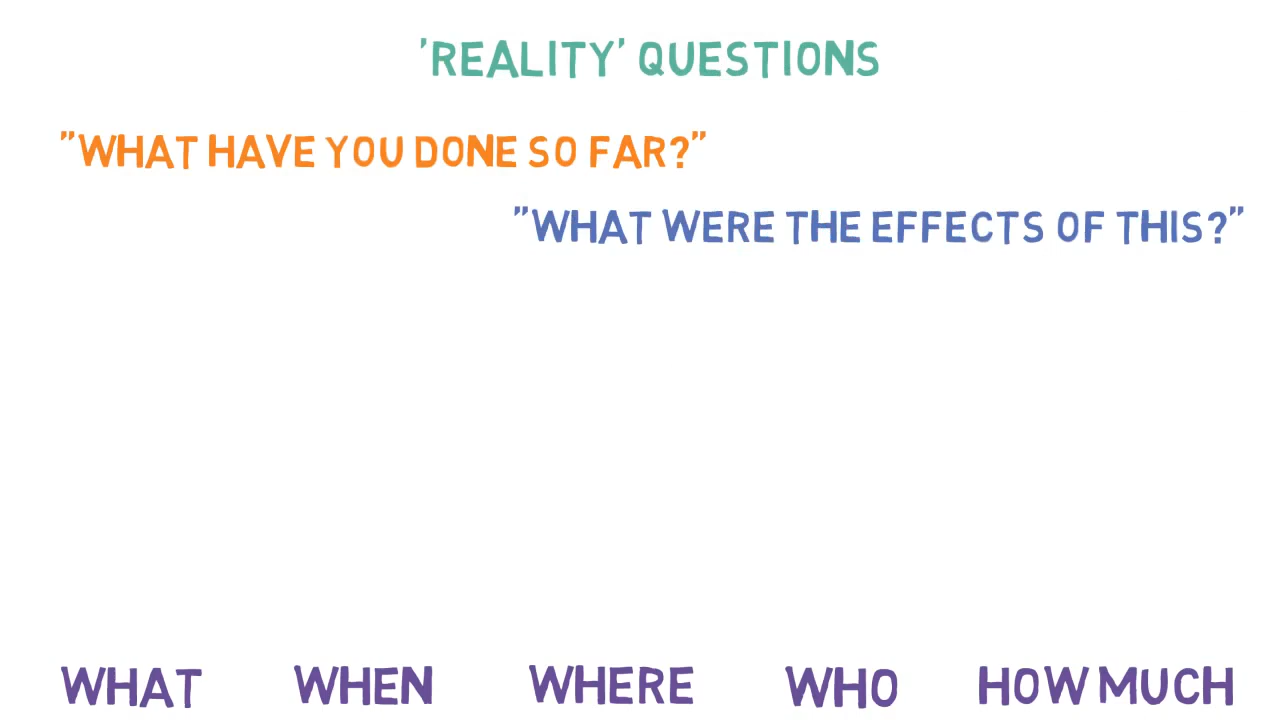 'REALITY' QUESTIONS
"WHAT HAVE YOU DONE SO FAR?"
"WHAT WERE THE EFFECTS OF THIS?"
WHAT WHEN WHERE WHO HOW MUCH